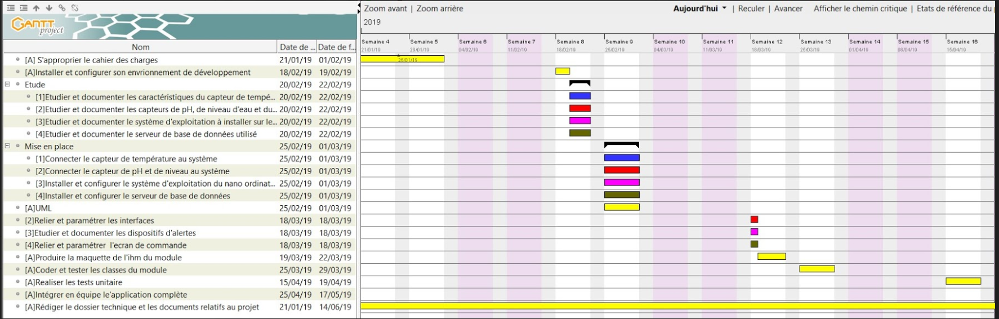 Zoom avant | Zoom arrière
Aujourd'hui | Reculer | Avancer Afficher le chemin critique | Etats de référence du
GANTT project
2019
Nom Date de ... Date de f...
Semaine 4 Semaine 5 Semaine 6 Semaine 7 Semaine 8 Semaine 9 Semaine 10 Semaine 11 Semaine 12 Semaine 13 Semaine 14 Semaine 15 Semaine 16
21/01/19 28/01/19 04/02/19 11/02/19 18/02/19 25/02/19 04/03/19 11/03/19 18/03/19 25/03/19 01/04/19 08/04/19 15/04/19
[A] S'approprier le cahier des charges 21/01/19 01/02/19 26/01/19
[A]Installer et configurer son envrionnement de développement 18/02/19 19/02/19
Etude 20/02/19 22/02/19
[1]Etudier et documenter les caractéristiques du capteur de tempé... 20/02/19 22/02/19
[2]Etudier et documenter les capteurs de pH, de niveau d'eau et du... 20/02/19 22/02/19
[3]Etudier et documenter le système d'exploitation à installer sur le... 20/02/19 22/02/19
[4]Etudier et documenter le serveur de base de données utilisé 20/02/19 22/02/19
Mise en place 25/02/19 01/03/19
[1]Connecter le capteur de température au système 25/02/19 01/03/19
[2]Connecter le capteur de pH et de niveau au système 25/02/19 01/03/19
[3]Installer et configurer le système d'exploitation du nano ordinat... 25/02/19 01/03/19
[4]Installer et configurer le serveur de base de données 25/02/19 01/03/19
[A]UML 25/02/19 01/03/19
[2]Relier et paramétrer les interfaces 18/03/19 18/03/19
[3]Etudier et documenter les dispositifs d'alertes 18/03/19 18/03/19
[4]Relier et paramétrer l'ecran de commande 18/03/19 18/03/19
[A]Produire la maquette de l'ihm du module 19/03/19 22/03/19
[A]Coder et tester les classes du module 25/03/19 29/03/19
[A]Realiser les tests unitaire 15/04/19 19/04/19
[A]Intégrer en équipe le'application complète 25/04/19 17/05/19
[A]Rédiger le dossier technique et les documents relatifs au projet 21/01/19 14/06/19